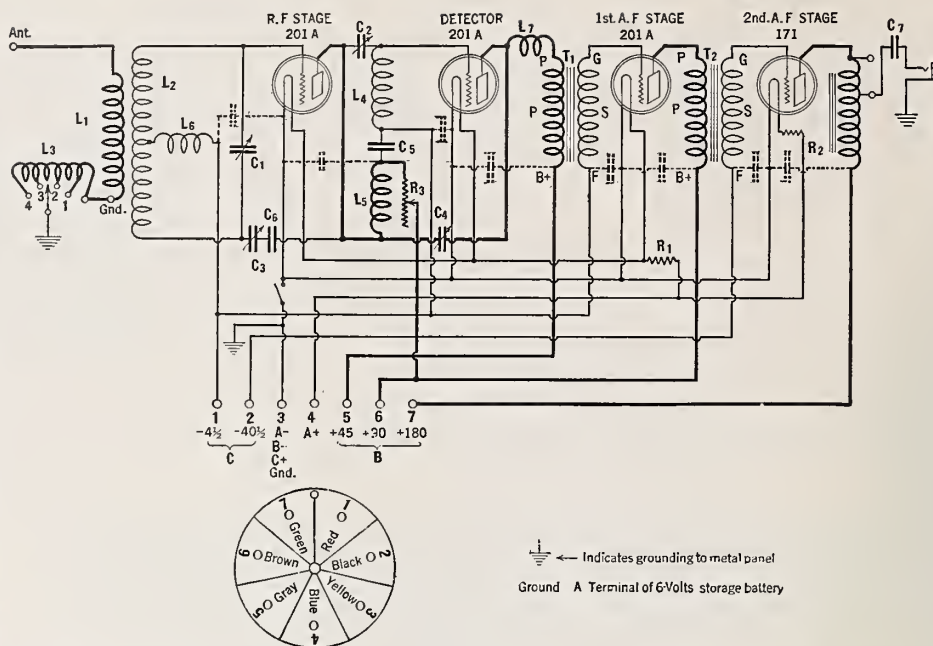 R.F STAGE
201 A
DETECTOR
201 A
1st. A.F STAGE
201 A
2nd. A.F STAGE
171
Ant.
L1
L2
L3
4 3 2 1
Gnd.
L6
C1
C2
L4
C5
L5
R3
C6
C3
C4
L7
P
P
B+
T1
G
S
F
P
P
B+
T2
G
S
F
R1
R2
C7
1 2 3 4 5 6 7
-4½ -40½ A- A+ +45 +90 +180
B-
C+
Gnd.
C
B
1 Red
2 Black
3 Yellow
4 Blue
5 Gray
6 Brown
7 Green
← Indicates grounding to metal panel
Ground A Terminal of 6-Volts storage battery